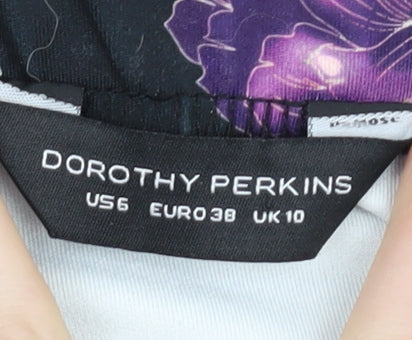 DOROTHY PERKINS
US6 EURO38 UK10